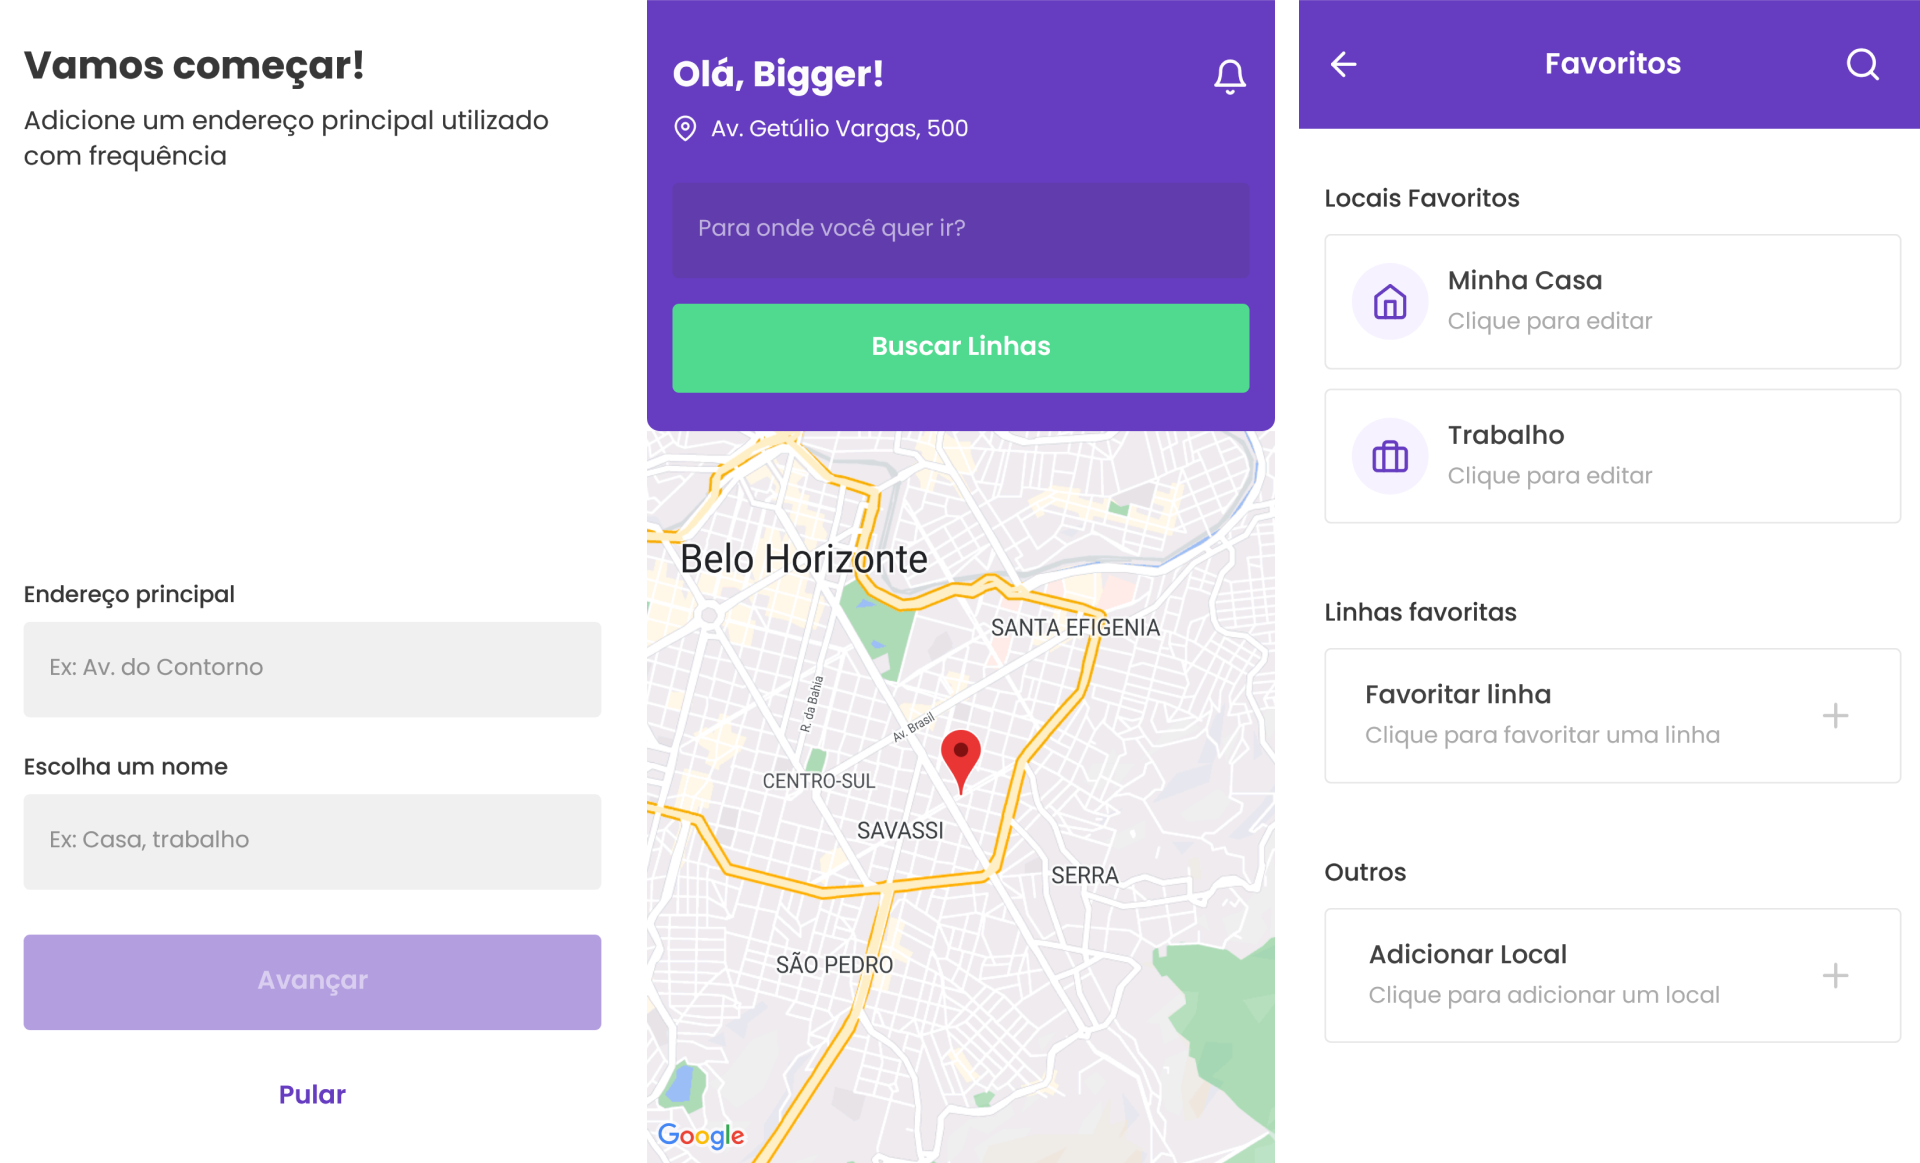 Vamos começar!
Adicione um endereço principal utilizado
com frequência
Endereço principal
Ex: Av. do Contorno
Escolha um nome
Ex: Casa, trabalho
Avançar
Pular
Olá, Bigger!
Av. Getúlio Vargas, 500
Para onde você quer ir?
Buscar Linhas
Belo Horizonte
SANTA EFIGENIA
R. da Bahia
Av. Brasil
CENTRO-SUL
SAVASSI
SERRA
SÃO PEDRO
Google
Favoritos
Locais Favoritos
Minha Casa
Clique para editar
Trabalho
Clique para editar
Linhas favoritas
Favoritar linha
Clique para favoritar uma linha
Outros
Adicionar Local
Clique para adicionar um local